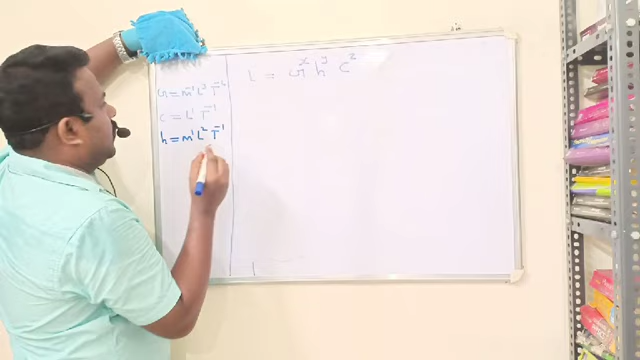 L = G^x h^y c^z
G = M^-1 L^3 T^-2
c = L^1 T^-1
h = M^1 L^2 T^-1